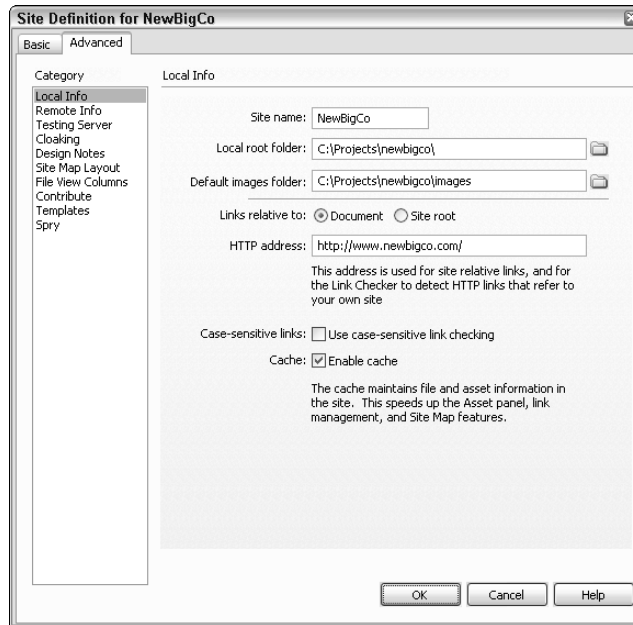 Site Definition for NewBigCo
Basic
Advanced
Category
Local Info
Remote Info
Testing Server
Cloaking
Design Notes
Site Map Layout
File View Columns
Contribute
Templates
Spry
Local Info
Site name: NewBigCo
Local root folder: C:\Projects\newbigco\
Default images folder: C:\Projects\newbigco\images
Links relative to: Document Site root
HTTP address: http://www.newbigco.com/
This address is used for site relative links, and for
the Link Checker to detect HTTP links that refer to
your own site
Case-sensitive links: Use case-sensitive link checking
Cache: Enable cache
The cache maintains file and asset information in
the site. This speeds up the Asset panel, link
management, and Site Map features.
OK
Cancel
Help